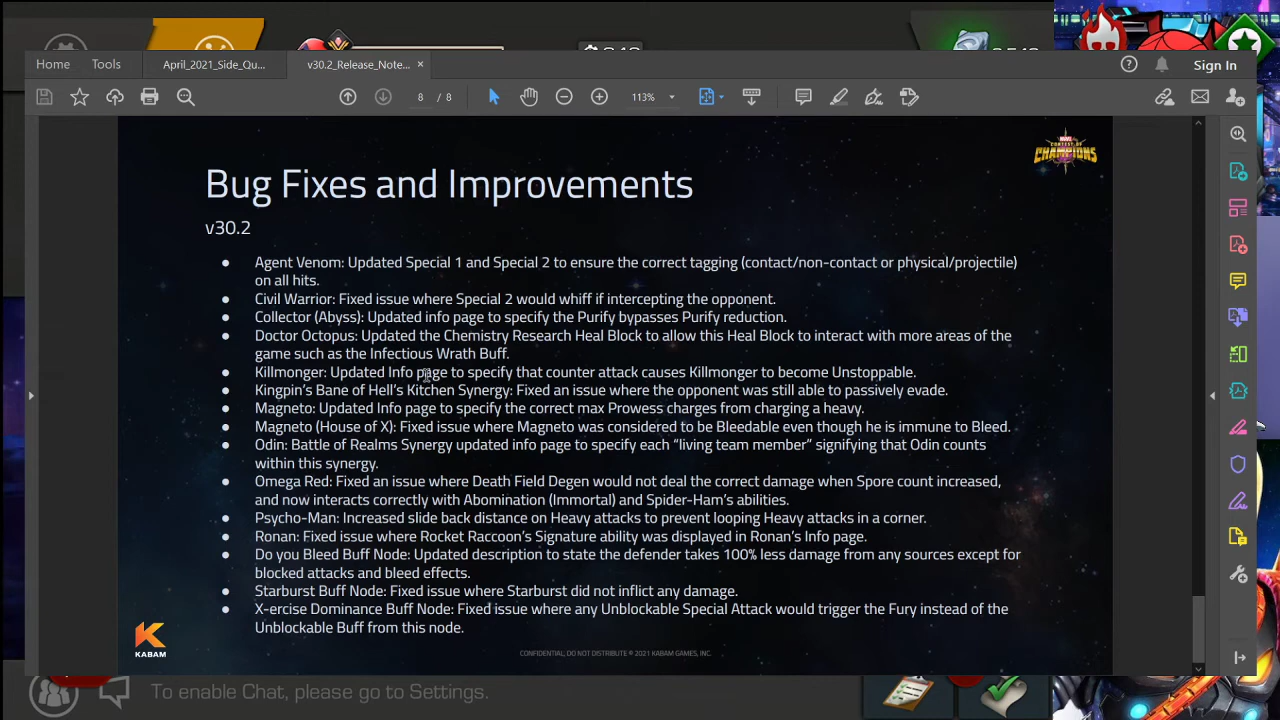 Home
Tools
April_2021_Side_Qu...
v30.2_Release_Note...
Sign In
8 / 8
113%
MARVEL
CONTEST OF
CHAMPIONS
Bug Fixes and Improvements
v30.2
● Agent Venom: Updated Special 1 and Special 2 to ensure the correct tagging (contact/non-contact or physical/projectile)
on all hits.
● Civil Warrior: Fixed issue where Special 2 would whiff if intercepting the opponent.
● Collector (Abyss): Updated info page to specify the Purify bypasses Purify reduction.
● Doctor Octopus: Updated the Chemistry Research Heal Block to allow this Heal Block to interact with more areas of the
game such as the Infectious Wrath Buff.
● Killmonger: Updated Info page to specify that counter attack causes Killmonger to become Unstoppable.
● Kingpin's Bane of Hell's Kitchen Synergy: Fixed an issue where the opponent was still able to passively evade.
● Magneto: Updated Info page to specify the correct max Prowess charges from charging a heavy.
● Magneto (House of X): Fixed issue where Magneto was considered to be Bleedable even though he is immune to Bleed.
● Odin: Battle of Realms Synergy updated info page to specify each “living team member” signifying that Odin counts
within this synergy.
● Omega Red: Fixed an issue where Death Field Degen would not deal the correct damage when Spore count increased,
and now interacts correctly with Abomination (Immortal) and Spider-Ham's abilities.
● Psycho-Man: Increased slide back distance on Heavy attacks to prevent looping Heavy attacks in a corner.
● Ronan: Fixed issue where Rocket Raccoon's Signature ability was displayed in Ronan's Info page.
● Do you Bleed Buff Node: Updated description to state the defender takes 100% less damage from any sources except for
blocked attacks and bleed effects.
● Starburst Buff Node: Fixed issue where Starburst did not inflict any damage.
● X-ercise Dominance Buff Node: Fixed issue where any Unblockable Special Attack would trigger the Fury instead of the
Unblockable Buff from this node.
KABAM
CONFIDENTIAL, DO NOT DISTRIBUTE © 2021 KABAM GAMES, INC.
To enable Chat, please go to Settings.